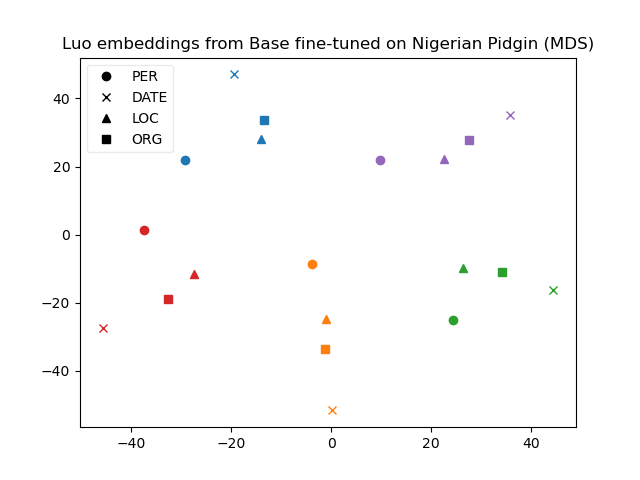 Luo embeddings from Base fine-tuned on Nigerian Pidgin (MDS)
PER
DATE
LOC
ORG
40
20
0
−20
−40
−40
−20
0
20
40